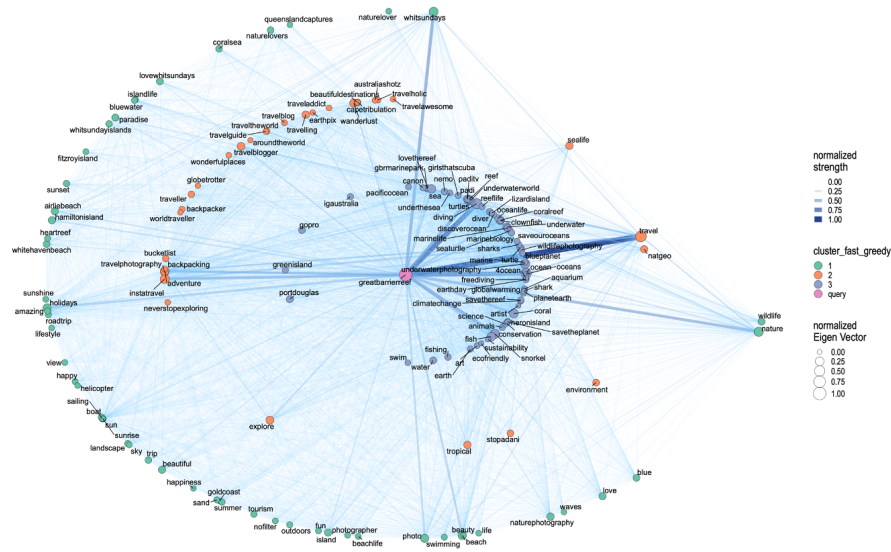 queenslandcaptures
naturelover
whitsundays
naturelovers
coralsea
lovewhitsundays
islandlife
bluewater
paradise
whitsundayislands
fitzroyisland
sunset
airliebeach
hamiltonisland
heartreef
whitehavenbeach
sunshine
holidays
amazing
roadtrip
lifestyle
view
happy
helicopter
sailing
boat
sun
sunrise
landscape
sky
trip
beautiful
happiness
goldcoast
sand
summer
tourism
nofilter
outdoors
fun
photographer
island
beachlife
photo
swimming
beauty
life
beach
naturephotography
waves
love
blue
wildlife
nature
australiashotz
beautifuldestinations
travelholic
traveladdict
capetribulation
travelawesome
travelblog
earthpix
wanderlust
traveltheworld
travelling
travelguide
aroundtheworld
travelblogger
wonderfulplaces
globetrotter
traveller
backpacker
worldtraveller
bucketlist
travelphotography
backpacking
adventure
instatravel
neverstopexploring
explore
tropical
stopadani
environment
sealife
travel
natgeo
lovethereef
girlsthatscuba
gbrmarinepark
nemo
paditv
reef
canon
padi
underwaterworld
pacificocean
sea
reeflife
lizardisland
igaustralia
underthesea
turtles
oceanlife
diving
diver
coralreef
clownfish
gopro
discoverocean
underwater
marinelife
marinebiology
saveouroceans
seaturtle
sharks
wildlifephotography
marine
turtle
blueplanet
greenisland
underwaterphotography
4ocean
ocean
oceans
greatbarrierreef
freediving
aquarium
earthday
globalwarming
shark
portdouglas
climatechange
savethereef
planetearth
artist
coral
science
heronisland
animals
savetheplanet
fish
conservation
sustainability
fishing
swim
water
art
ecofriendly
snorkel
earth
normalized
strength
0.00
0.25
0.50
0.75
1.00
cluster_fast_greedy
1
2
3
query
normalized
Eigen Vector
0.00
0.25
0.50
0.75
1.00